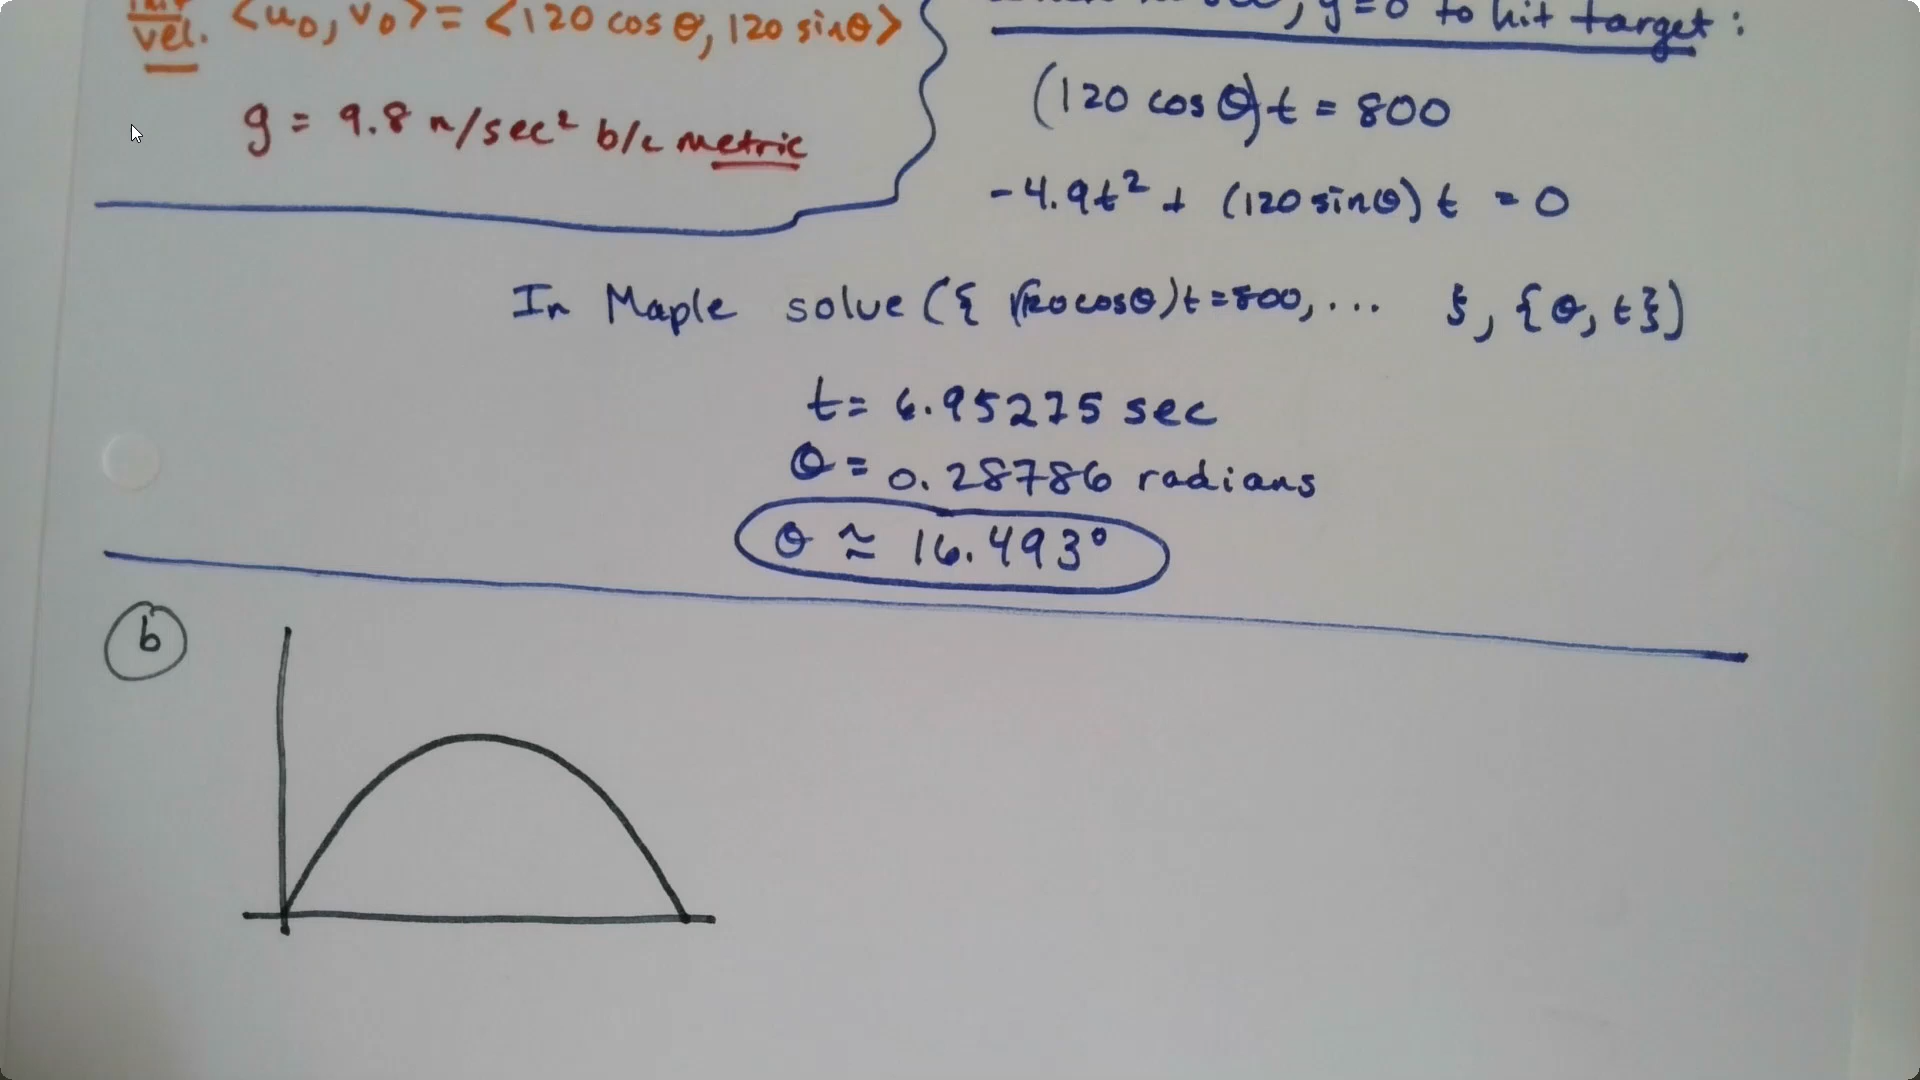 vel. <u₀, v₀> = <120 cos θ, 120 sin θ>
g = 9.8 m/sec² b/c metric
y=0 to hit target:
(120 cos θ)t = 800
-4.9t² + (120 sin θ) t = 0
In Maple solve ({ (120 cos θ)t = 800, ... }, {θ, t})
t = 6.95275 sec
θ = 0.28786 radians
θ ≈ 16.493°
b